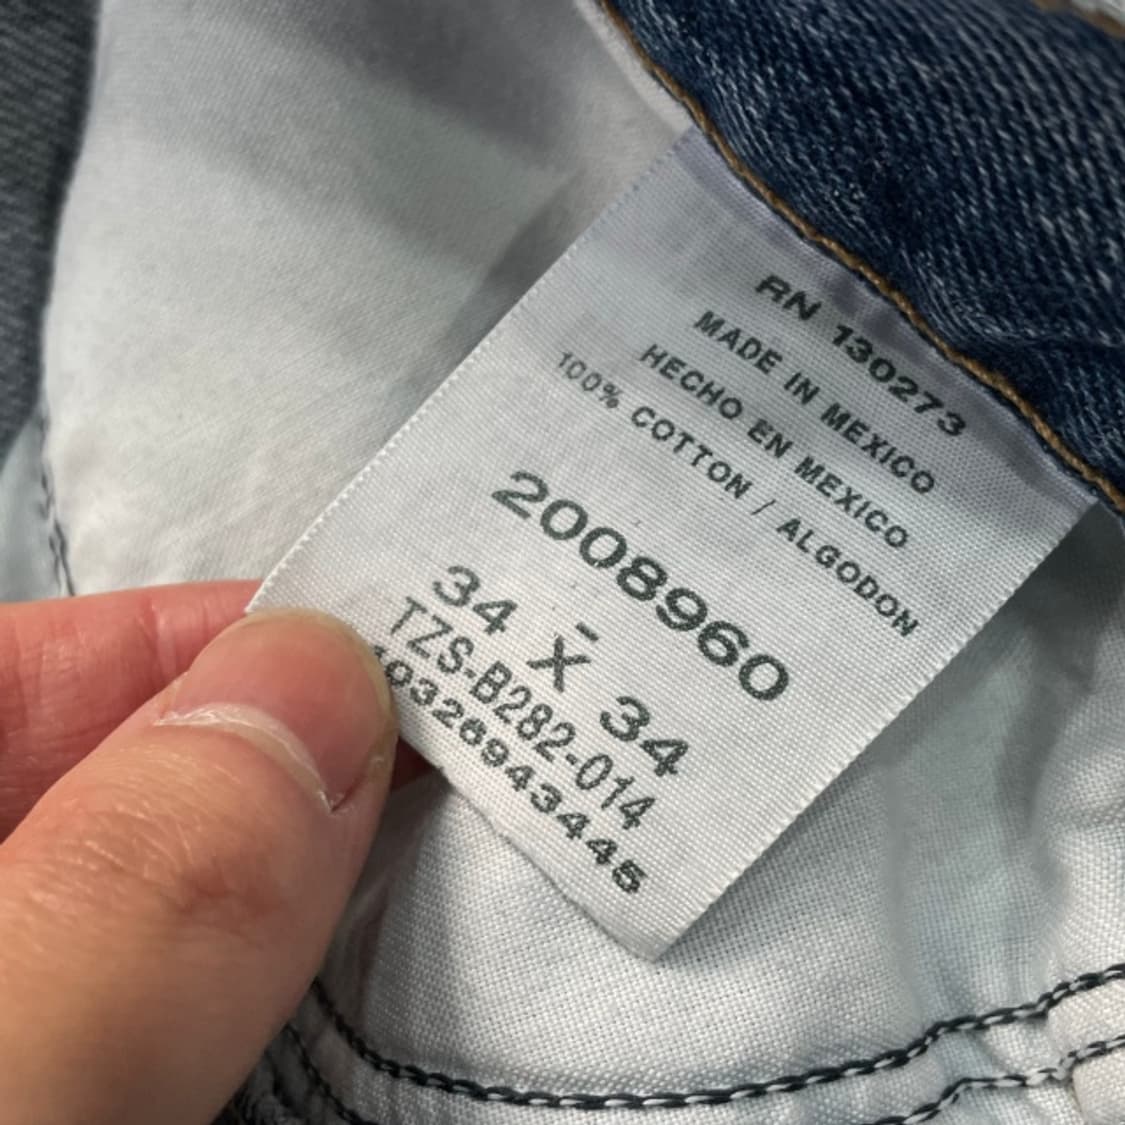 RN 130273
MADE IN MEXICO
HECHO EN MEXICO
100% COTTON / ALGODON
2008960
-
34 X 34
TZS-B282-014